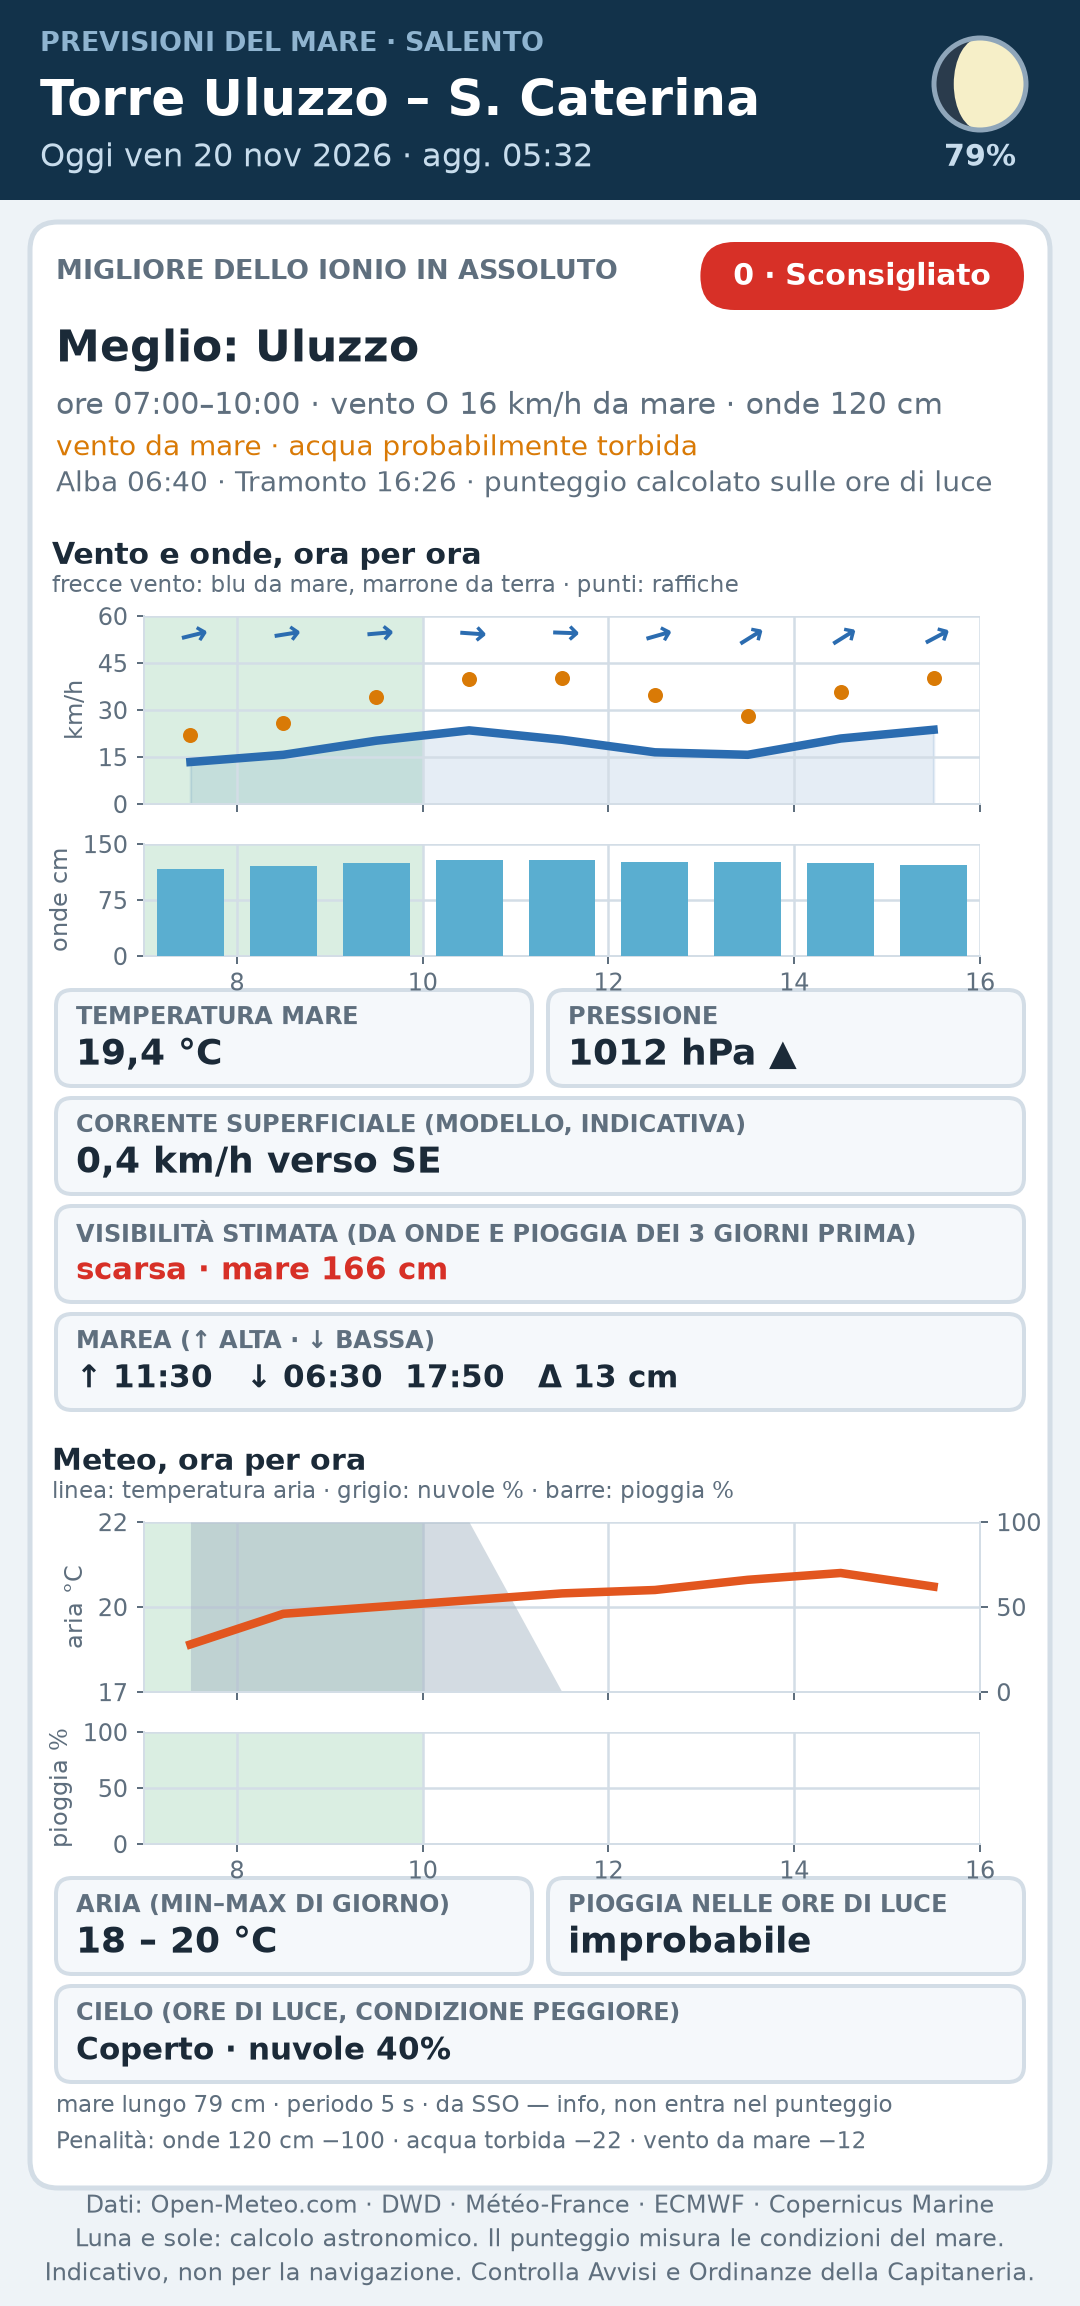 PREVISIONI DEL MARE · SALENTO
Torre Uluzzo – S. Caterina
Oggi ven 20 nov 2026 · agg. 05:32
79%
MIGLIORE DELLO IONIO IN ASSOLUTO
0 · Sconsigliato
Meglio: Uluzzo
ore 07:00–10:00 · vento O 16 km/h da mare · onde 120 cm
vento da mare · acqua probabilmente torbida
Alba 06:40 · Tramonto 16:26 · punteggio calcolato sulle ore di luce
Vento e onde, ora per ora
frecce vento: blu da mare, marrone da terra · punti: raffiche
60
45
30
15
0
km/h
150
75
0
onde cm
8 10 12 14 16
TEMPERATURA MARE
19,4 °C
PRESSIONE
1012 hPa ▲
CORRENTE SUPERFICIALE (MODELLO, INDICATIVA)
0,4 km/h verso SE
VISIBILITÀ STIMATA (DA ONDE E PIOGGIA DEI 3 GIORNI PRIMA)
scarsa · mare 166 cm
MAREA (↑ ALTA · ↓ BASSA)
↑ 11:30 ↓ 06:30 17:50 Δ 13 cm
Meteo, ora per ora
linea: temperatura aria · grigio: nuvole % · barre: pioggia %
22
20
17
aria °C
100
50
0
100
50
0
pioggia %
8 10 12 14 16
ARIA (MIN–MAX DI GIORNO)
18 – 20 °C
PIOGGIA NELLE ORE DI LUCE
improbabile
CIELO (ORE DI LUCE, CONDIZIONE PEGGIORE)
Coperto · nuvole 40%
mare lungo 79 cm · periodo 5 s · da SSO — info, non entra nel punteggio
Penalità: onde 120 cm −100 · acqua torbida −22 · vento da mare −12
Dati: Open-Meteo.com · DWD · Météo-France · ECMWF · Copernicus Marine
Luna e sole: calcolo astronomico. Il punteggio misura le condizioni del mare.
Indicativo, non per la navigazione. Controlla Avvisi e Ordinanze della Capitaneria.